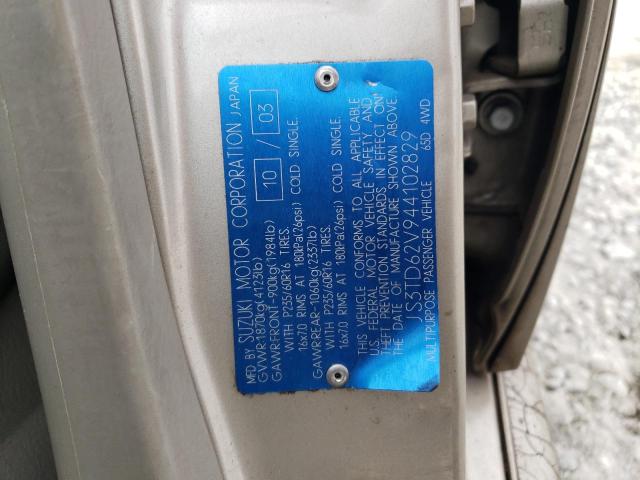 MFD BY SUZUKI MOTOR CORPORATION JAPAN
GVWR:1870kg(4123lb) 10 / 03
GAWR:FRONT-900kg(1984lb)
WITH P235/60R16 TIRES.
16x7.0 RIMS AT 180kPa(26psi) COLD SINGLE.
GAWR:REAR-1060kg(2337lb)
WITH P235/60R16 TIRES.
16x7.0 RIMS AT 180kPa(26psi) COLD SINGLE.
THIS VEHICLE CONFORMS TO ALL APPLICABLE
U.S. FEDERAL MOTOR VEHICLE SAFETY AND
THEFT PREVENTION STANDARDS IN EFFECT ON
THE DATE OF MANUFACTURE SHOWN ABOVE.
JS3TD62V944102829
MULTIPURPOSE PASSENGER VEHICLE 65D 4WD